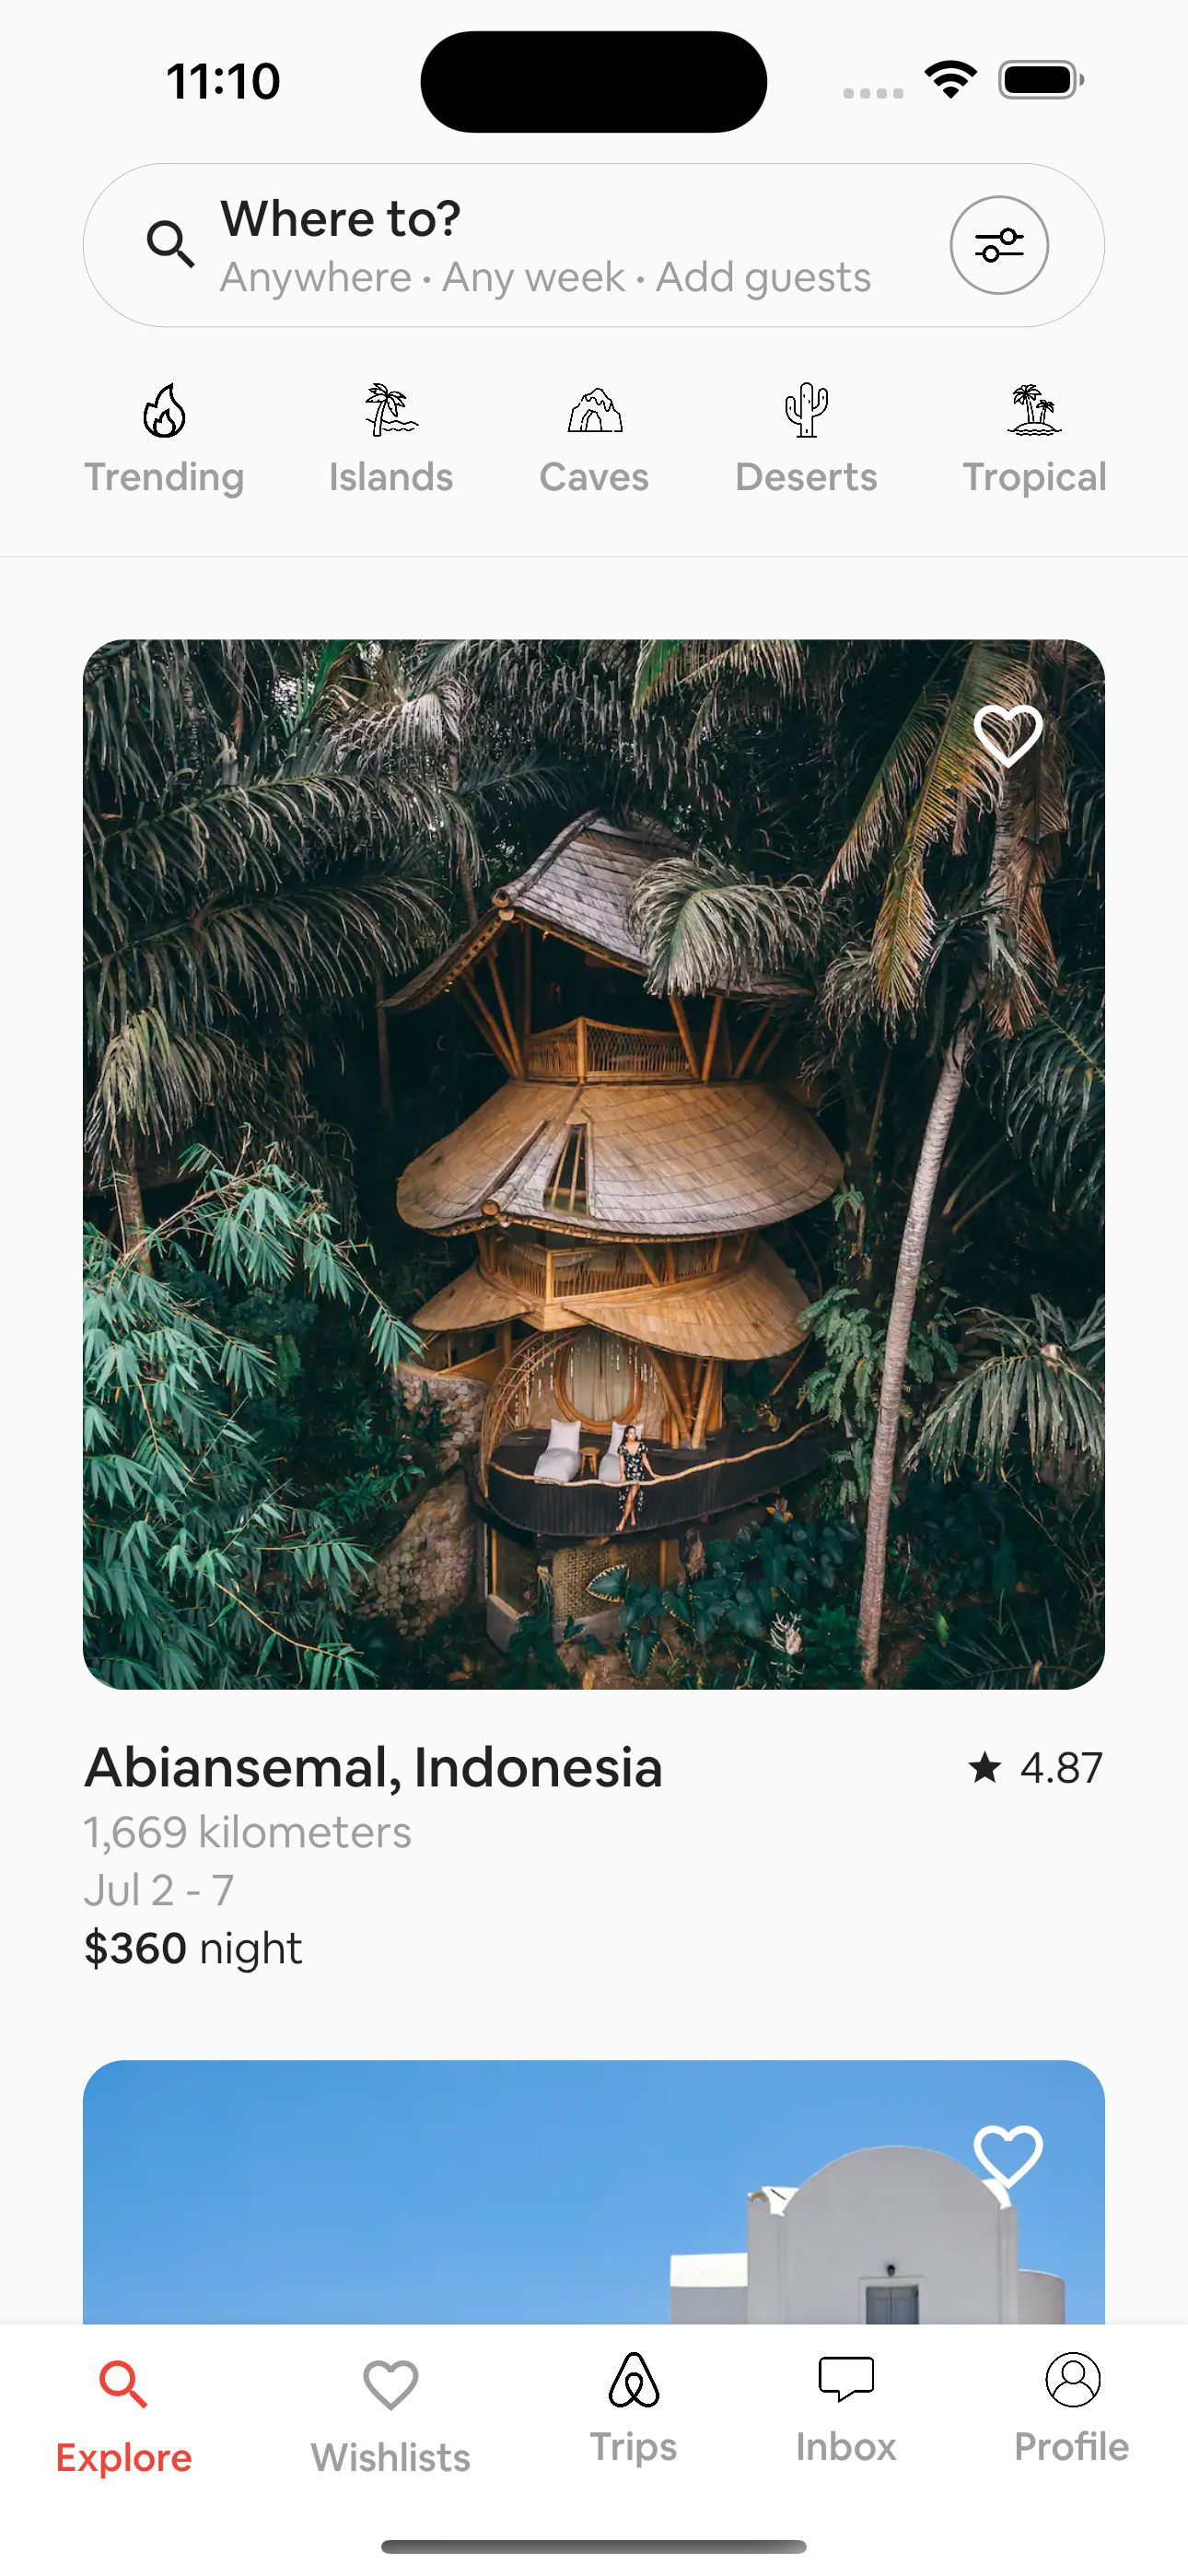 11:10
Where to?
Anywhere • Any week • Add guests
Trending
Islands
Caves
Deserts
Tropical
Abiansemal, Indonesia
4.87
1,669 kilometers
Jul 2 - 7
$360 night
Explore
Wishlists
Trips
Inbox
Profile